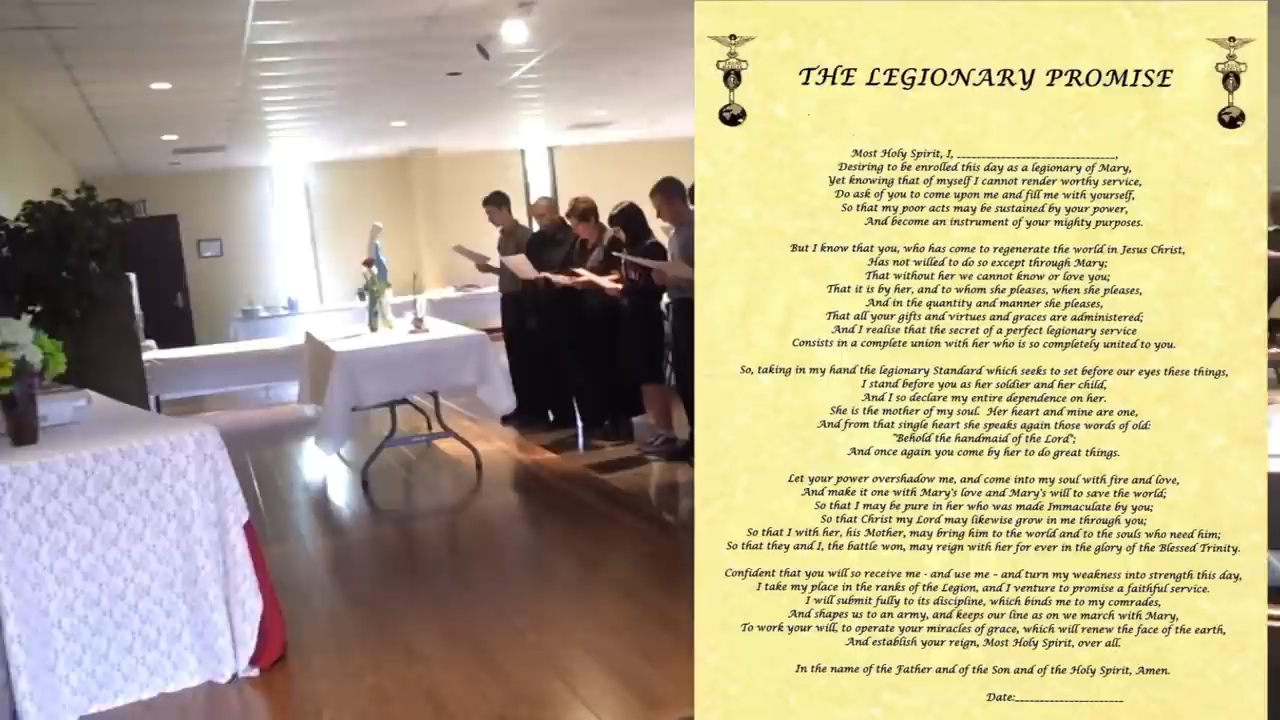 THE LEGIONARY PROMISE
Most Holy Spirit, I, ________________________________,
Desiring to be enrolled this day as a legionary of Mary,
Yet knowing that of myself I cannot render worthy service,
Do ask of you to come upon me and fill me with yourself,
So that my poor acts may be sustained by your power,
And become an instrument of your mighty purposes.
But I know that you, who has come to regenerate the world in Jesus Christ,
Has not willed to do so except through Mary;
That without her we cannot know or love you;
That it is by her, and to whom she pleases, when she pleases,
And in the quantity and manner she pleases,
That all your gifts and virtues and graces are administered;
And I realise that the secret of a perfect legionary service
Consists in a complete union with her who is so completely united to you.
So, taking in my hand the legionary Standard which seeks to set before our eyes these things,
I stand before you as her soldier and her child,
And I so declare my entire dependence on her.
She is the mother of my soul. Her heart and mine are one,
And from that single heart she speaks again those words of old:
"Behold the handmaid of the Lord";
And once again you come by her to do great things.
Let your power overshadow me, and come into my soul with fire and love,
And make it one with Mary's love and Mary's will to save the world;
So that I may be pure in her who was made Immaculate by you;
So that Christ my Lord may likewise grow in me through you;
So that I with her, his Mother, may bring him to the world and to the souls who need him;
So that they and I, the battle won, may reign with her for ever in the glory of the Blessed Trinity.
Confident that you will so receive me - and use me - and turn my weakness into strength this day,
I take my place in the ranks of the Legion, and I venture to promise a faithful service.
I will submit fully to its discipline, which binds me to my comrades,
And shapes us to an army, and keeps our line as on we march with Mary,
To work your will, to operate your miracles of grace, which will renew the face of the earth,
And establish your reign, Most Holy Spirit, over all.
In the name of the Father and of the Son and of the Holy Spirit, Amen.
Date:______________________